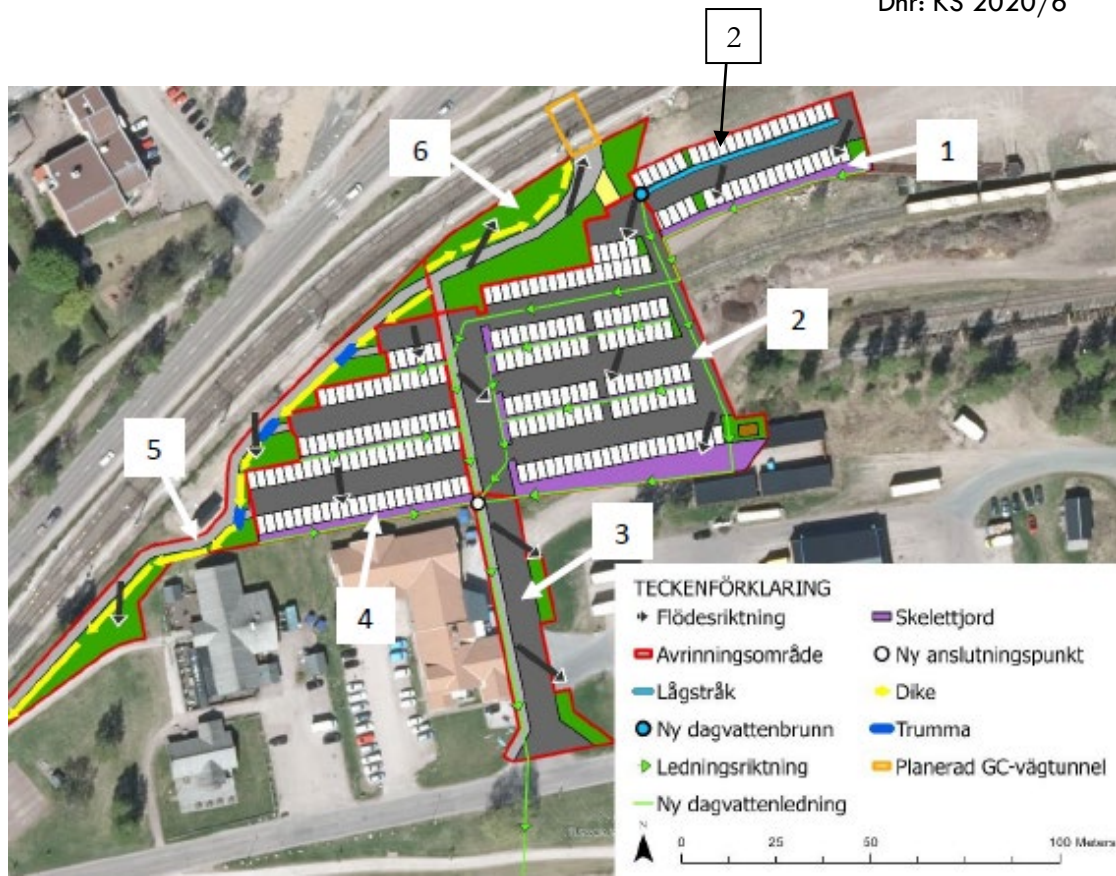 Dnr: KS 2020/6
2
6
1
2
5
3
4
TECKENFÖRKLARING
Flödesriktning
Skelettjord
Avrinningsområde
Ny anslutningspunkt
Lågstråk
Dike
Ny dagvattenbrunn
Trumma
Ledningsriktning
Planerad GC-vägtunnel
Ny dagvattenledning
N
0 25 50 100 Meters